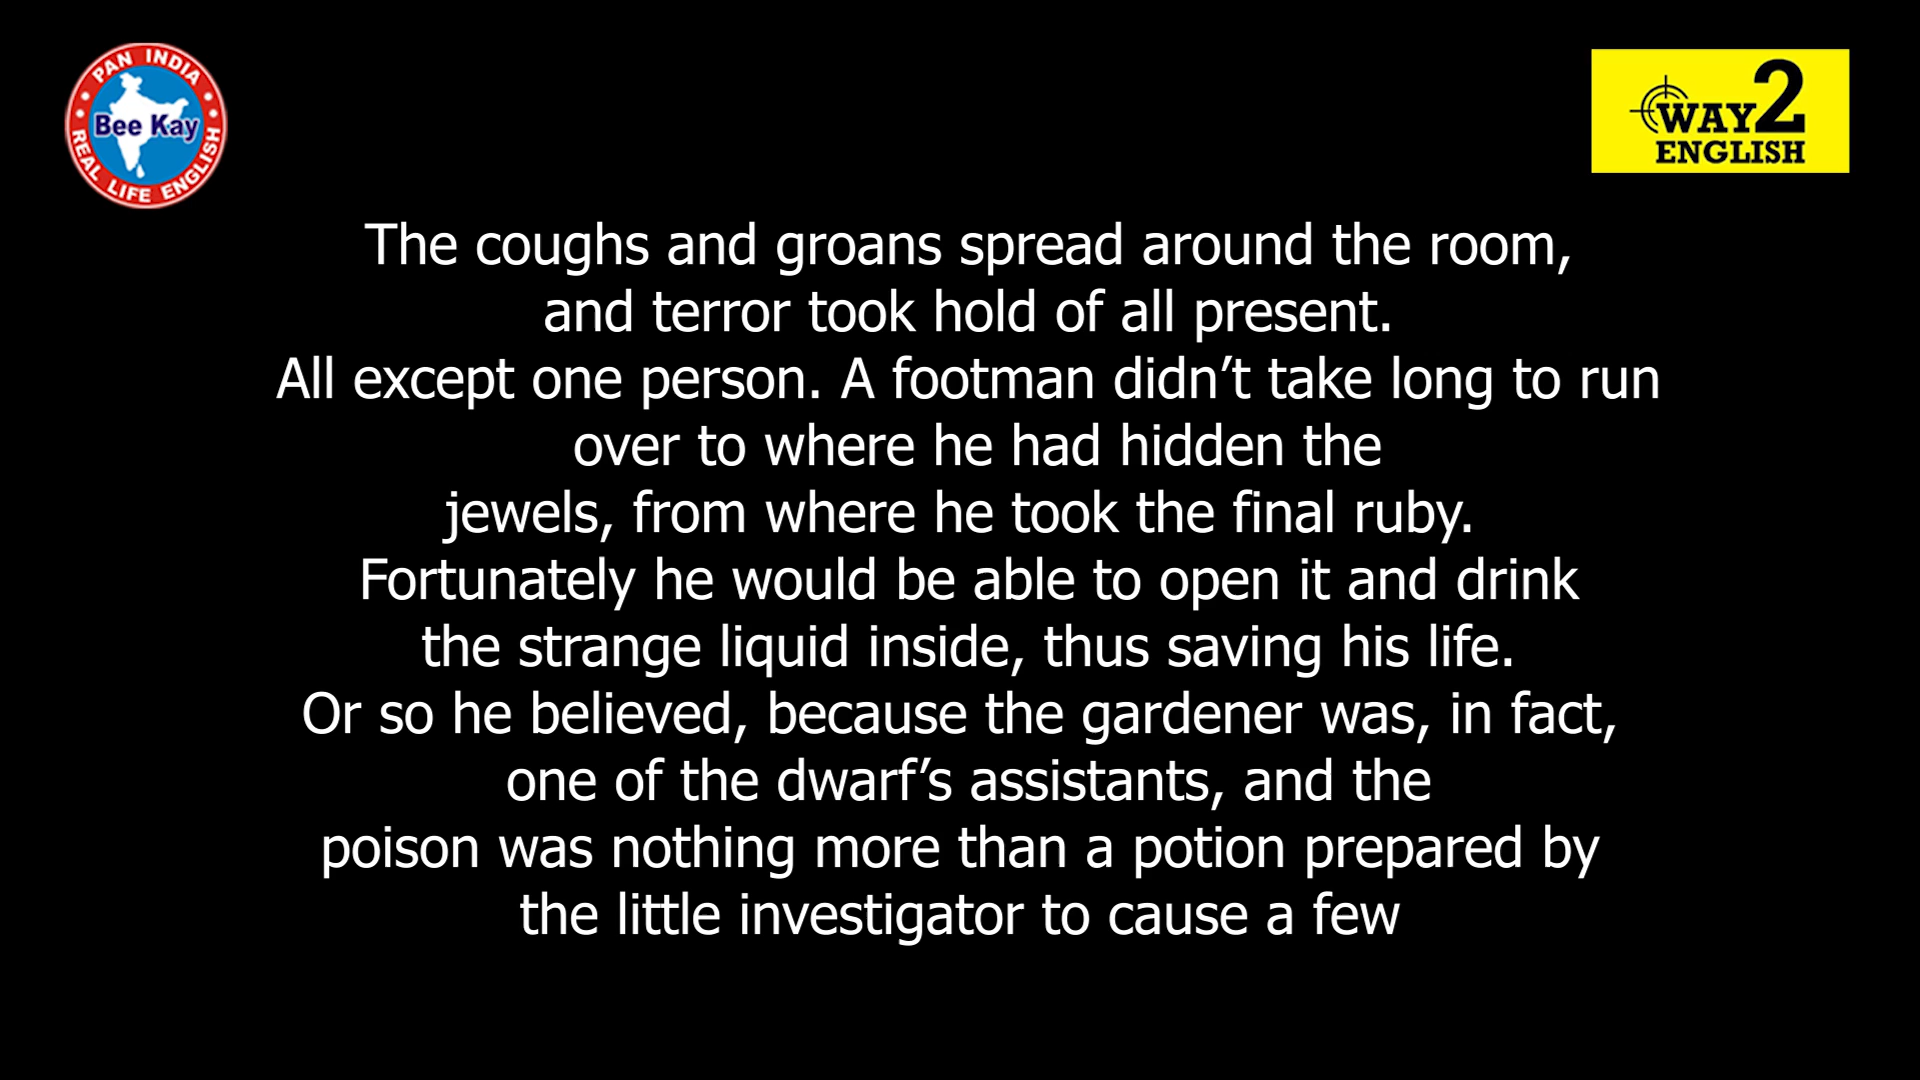 PAN INDIA
Bee Kay
REAL LIFE ENGLISH
WAY2
ENGLISH
The coughs and groans spread around the room,
and terror took hold of all present.
All except one person. A footman didn’t take long to run
over to where he had hidden the
jewels, from where he took the final ruby.
Fortunately he would be able to open it and drink
the strange liquid inside, thus saving his life.
Or so he believed, because the gardener was, in fact,
one of the dwarf’s assistants, and the
poison was nothing more than a potion prepared by
the little investigator to cause a few